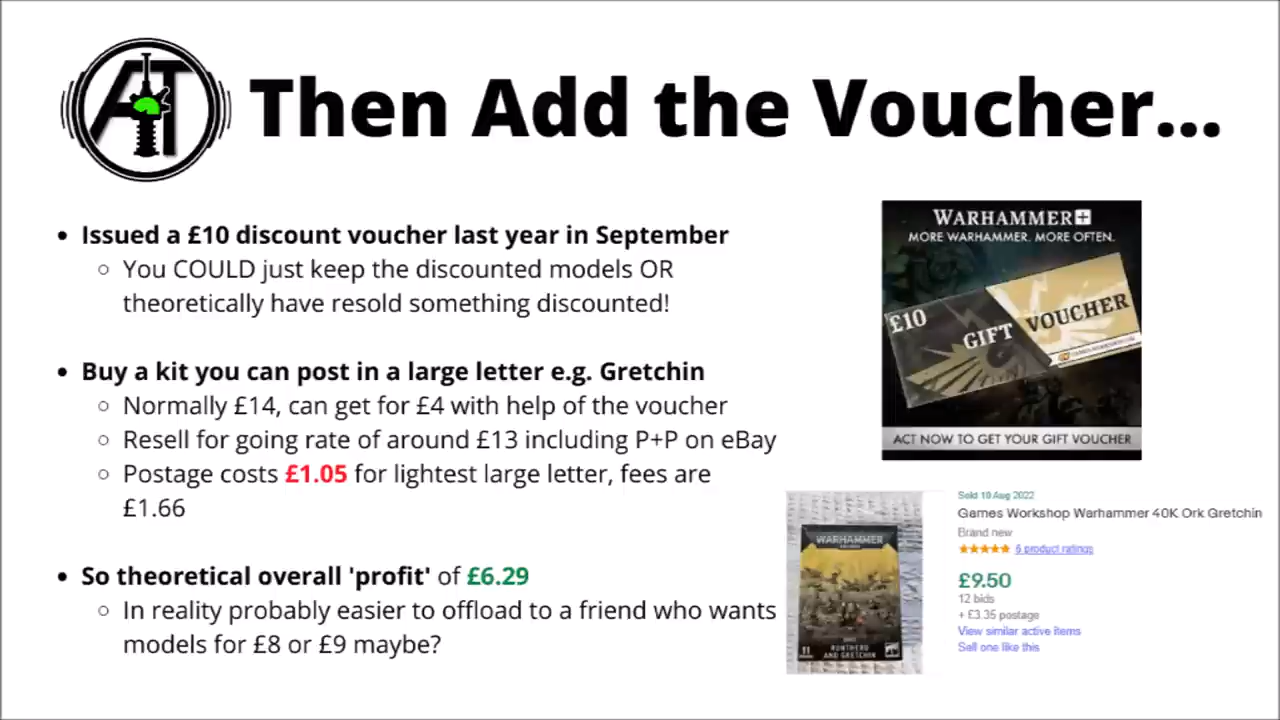 AT
Then Add the Voucher...
• Issued a £10 discount voucher last year in September
○ You COULD just keep the discounted models OR
theoretically have resold something discounted!
• Buy a kit you can post in a large letter e.g. Gretchin
○ Normally £14, can get for £4 with help of the voucher
○ Resell for going rate of around £13 including P+P on eBay
○ Postage costs £1.05 for lightest large letter, fees are
£1.66
• So theoretical overall 'profit' of £6.29
○ In reality probably easier to offload to a friend who wants
models for £8 or £9 maybe?
WARHAMMER+
MORE WARHAMMER. MORE OFTEN.
£10
GIFT VOUCHER
ACT NOW TO GET YOUR GIFT VOUCHER
WARHAMMER
RUNTHERD
AND GRETCHIN
11
Sold 10 Aug 2022
Games Workshop Warhammer 40K Ork Gretchin
Brand new
6 product ratings
£9.50
12 bids
+ £3.35 postage
View similar active items
Sell one like this